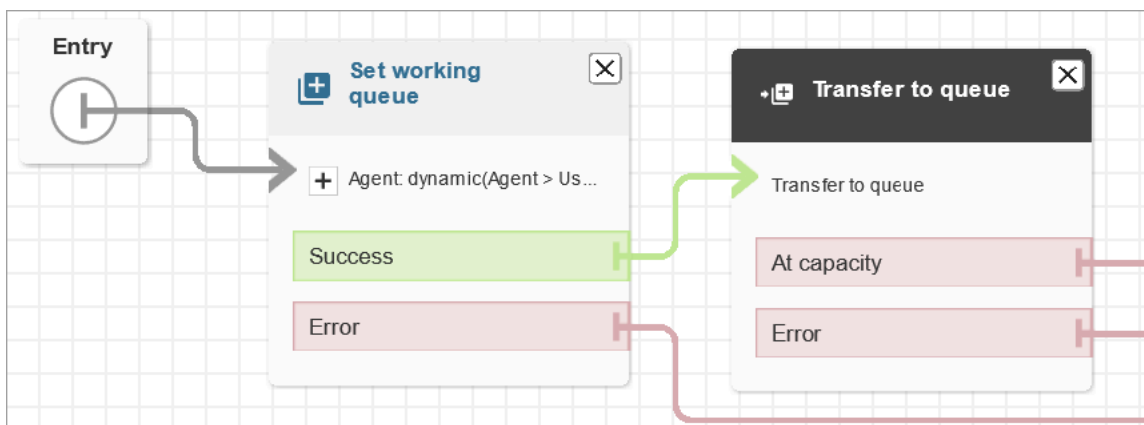 Entry
Set working
queue
Agent: dynamic(Agent > Us...
Success
Error
Transfer to queue
Transfer to queue
At capacity
Error